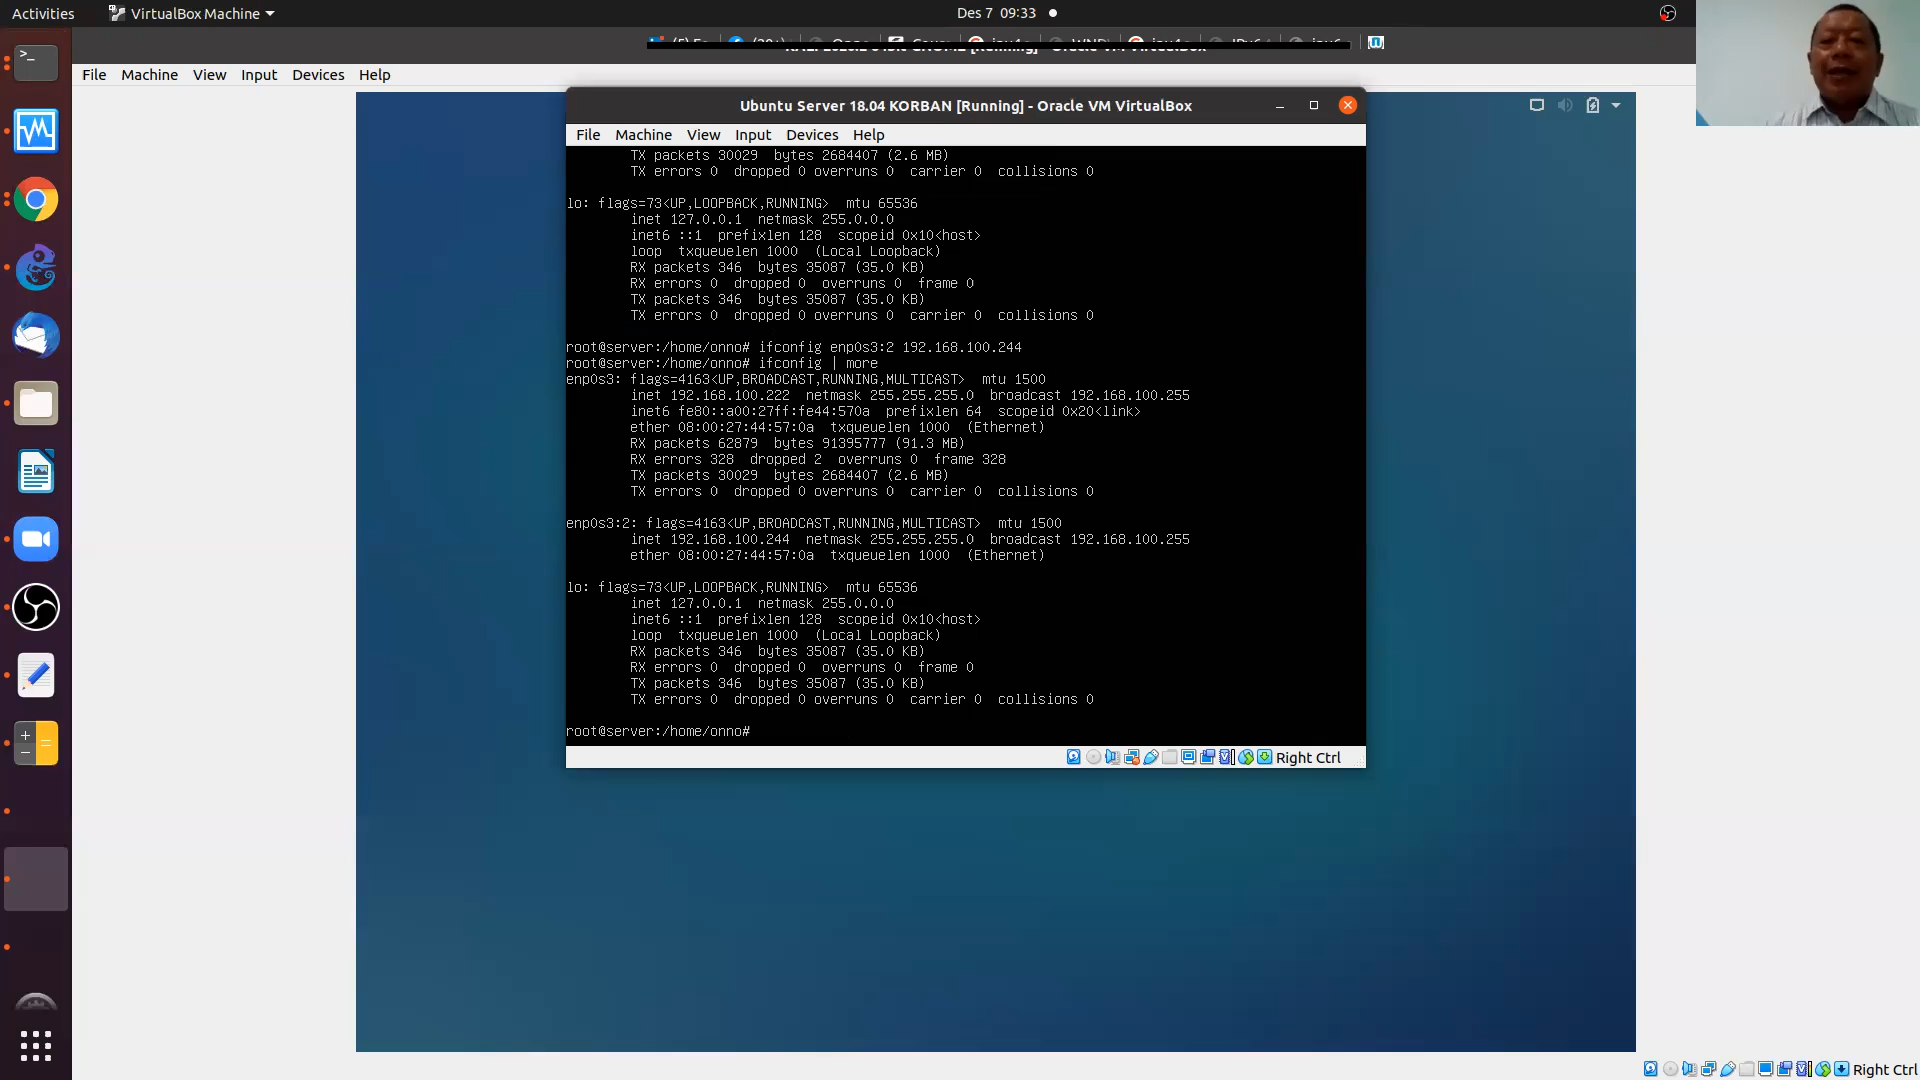 Activities
VirtualBox Machine
Des 7 09:33
File Machine View Input Devices Help
Ubuntu Server 18.04 KORBAN [Running] - Oracle VM VirtualBox
File Machine View Input Devices Help
TX packets 30029 bytes 2684407 (2.6 MB)
TX errors 0 dropped 0 overruns 0 carrier 0 collisions 0
lo: flags=73<UP,LOOPBACK,RUNNING> mtu 65536
inet 127.0.0.1 netmask 255.0.0.0
inet6 ::1 prefixlen 128 scopeid 0x10<host>
loop txqueuelen 1000 (Local Loopback)
RX packets 346 bytes 35087 (35.0 KB)
RX errors 0 dropped 0 overruns 0 frame 0
TX packets 346 bytes 35087 (35.0 KB)
TX errors 0 dropped 0 overruns 0 carrier 0 collisions 0
root@server:/home/onno# ifconfig enp0s3:2 192.168.100.244
root@server:/home/onno# ifconfig | more
enp0s3: flags=4163<UP,BROADCAST,RUNNING,MULTICAST> mtu 1500
inet 192.168.100.222 netmask 255.255.255.0 broadcast 192.168.100.255
inet6 fe80::a00:27ff:fe44:570a prefixlen 64 scopeid 0x20<link>
ether 08:00:27:44:57:0a txqueuelen 1000 (Ethernet)
RX packets 62879 bytes 91395777 (91.3 MB)
RX errors 328 dropped 2 overruns 0 frame 328
TX packets 30029 bytes 2684407 (2.6 MB)
TX errors 0 dropped 0 overruns 0 carrier 0 collisions 0
enp0s3:2: flags=4163<UP,BROADCAST,RUNNING,MULTICAST> mtu 1500
inet 192.168.100.244 netmask 255.255.255.0 broadcast 192.168.100.255
ether 08:00:27:44:57:0a txqueuelen 1000 (Ethernet)
lo: flags=73<UP,LOOPBACK,RUNNING> mtu 65536
inet 127.0.0.1 netmask 255.0.0.0
inet6 ::1 prefixlen 128 scopeid 0x10<host>
loop txqueuelen 1000 (Local Loopback)
RX packets 346 bytes 35087 (35.0 KB)
RX errors 0 dropped 0 overruns 0 frame 0
TX packets 346 bytes 35087 (35.0 KB)
TX errors 0 dropped 0 overruns 0 carrier 0 collisions 0
root@server:/home/onno#
Right Ctrl
Right Ctrl